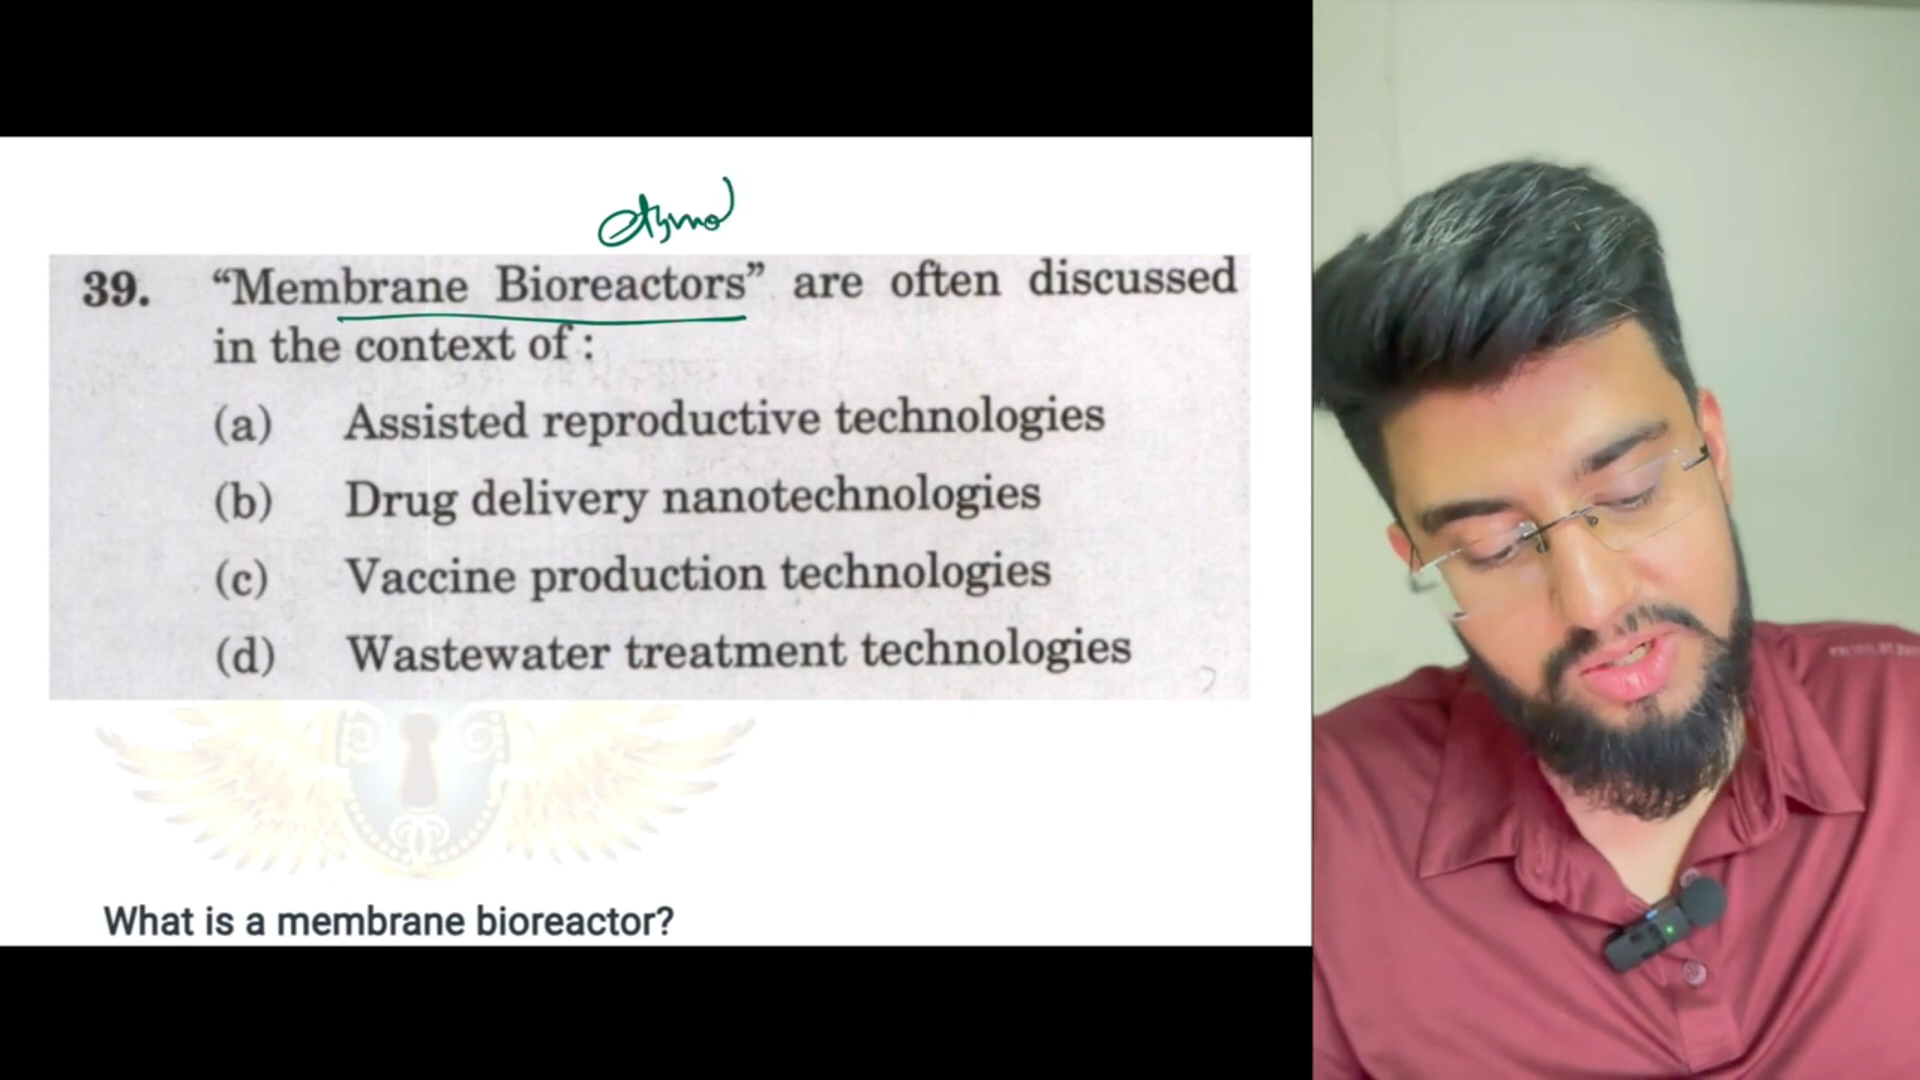 39. “Membrane Bioreactors” are often discussed
in the context of :
(a) Assisted reproductive technologies
(b) Drug delivery nanotechnologies
(c) Vaccine production technologies
(d) Wastewater treatment technologies
What is a membrane bioreactor?